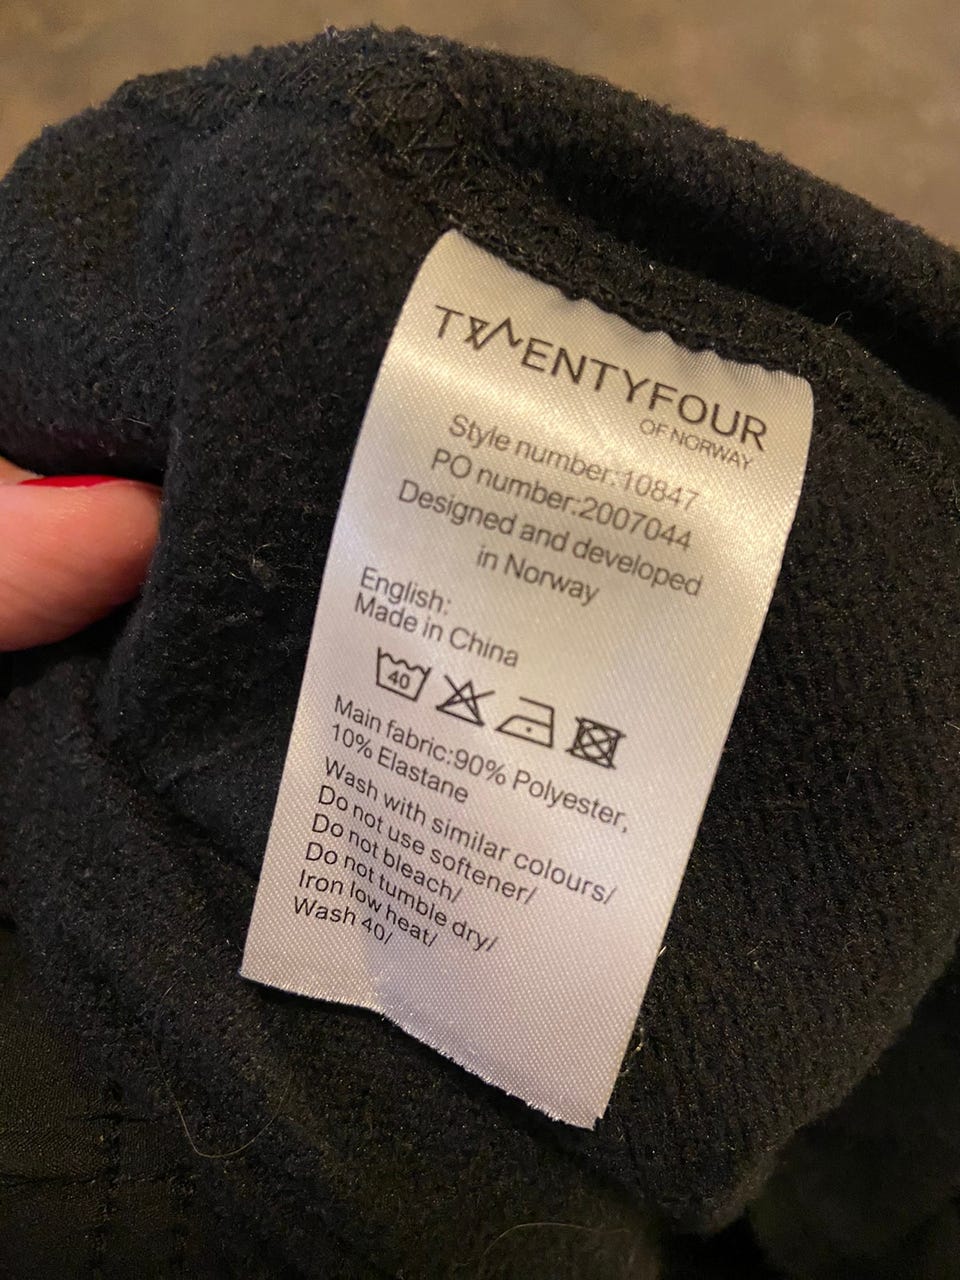 TWENTYFOUR
OF NORWAY
Style number:10847
PO number:2007044
Designed and developed
in Norway
English:
Made in China
40
Main fabric:90% Polyester,
10% Elastane
Wash with similar colours/
Do not use softener/
Do not bleach/
Do not tumble dry/
Iron low heat/
Wash 40/